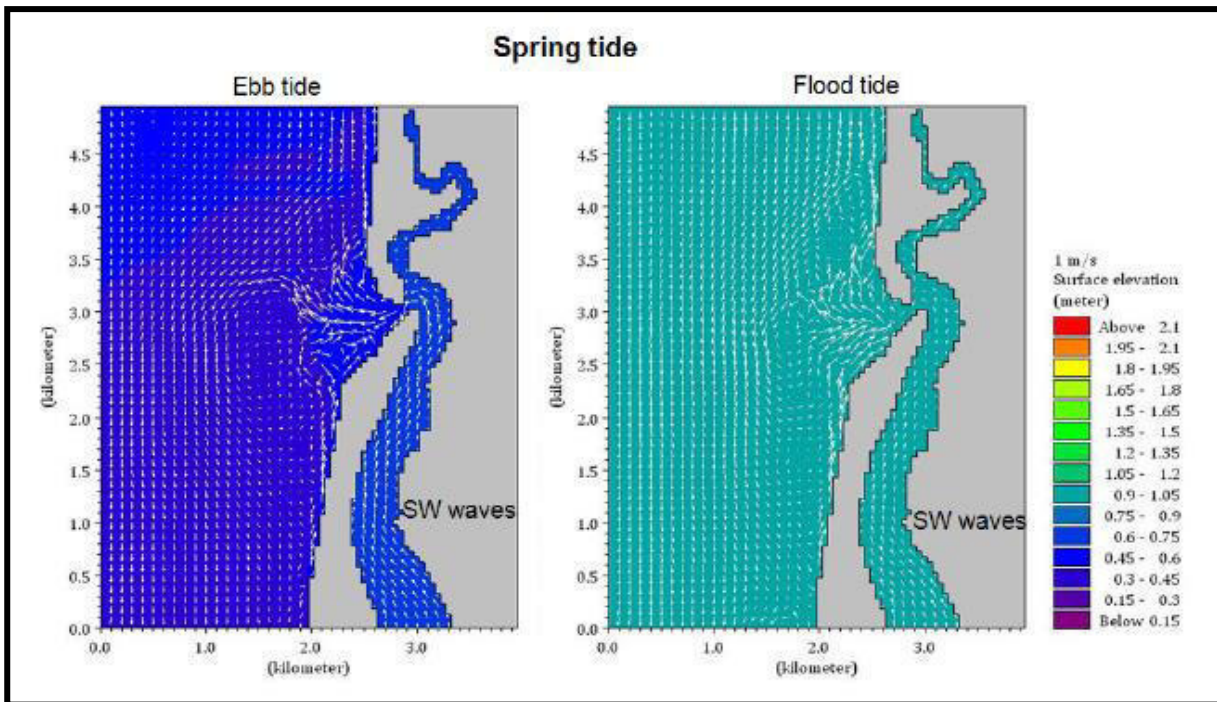 Spring tide
Ebb tide
Flood tide
4.5
4.0
3.5
3.0
2.5
2.0
1.5
1.0
0.5
0.0
(kilometer)
0.0 1.0 2.0 3.0
(kilometer)
SW waves
4.5
4.0
3.5
3.0
2.5
2.0
1.5
1.0
0.5
0.0
(kilometer)
0.0 1.0 2.0 3.0
(kilometer)
SW waves
1 m/s
Surface elevation
(meter)
Above 2.1
1.95 - 2.1
1.8 - 1.95
1.65 - 1.8
1.5 - 1.65
1.35 - 1.5
1.2 - 1.35
1.05 - 1.2
0.9 - 1.05
0.75 - 0.9
0.6 - 0.75
0.45 - 0.6
0.3 - 0.45
0.15 - 0.3
Below 0.15